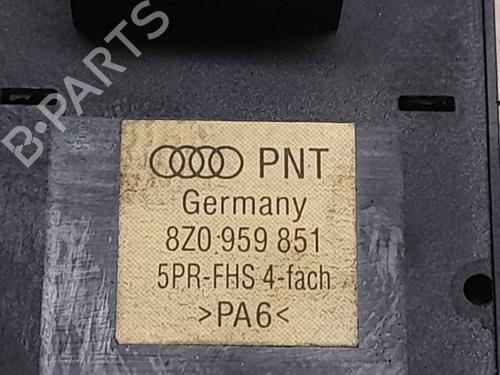 B-PARTS
PNT
Germany
8Z0 959 851
5PR-FHS 4-fach
>PA6<